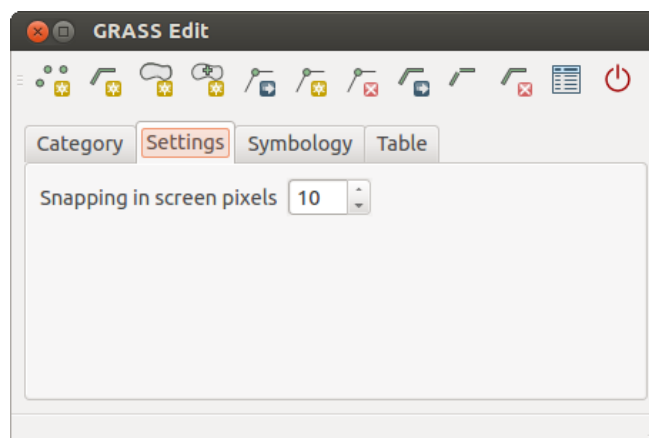 GRASS Edit
Category Settings Symbology Table
Snapping in screen pixels 10